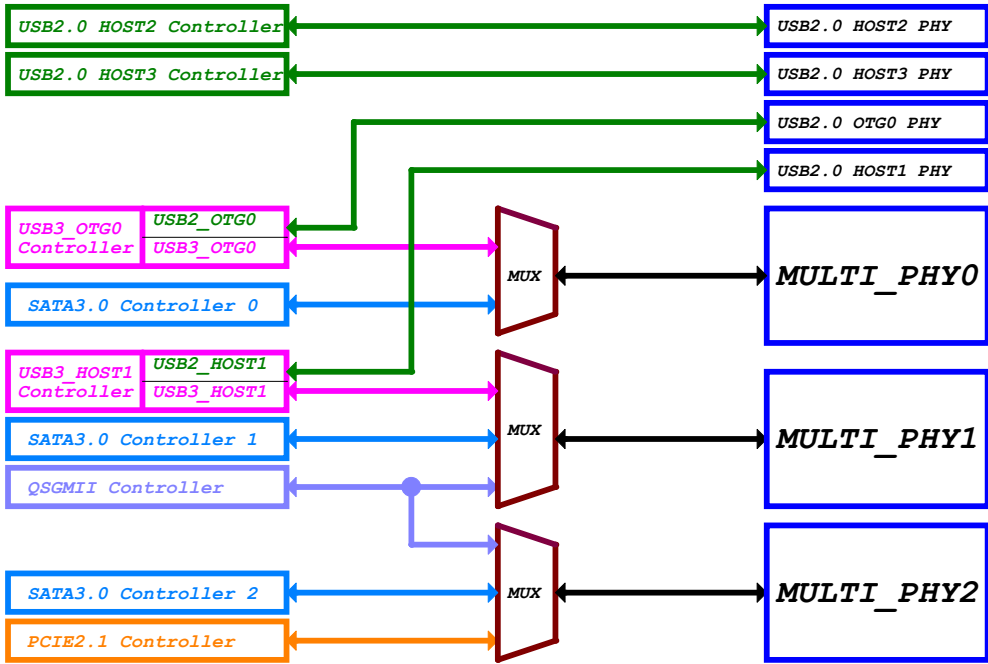 USB2.0 HOST2 Controller
USB2.0 HOST2 PHY
USB2.0 HOST3 Controller
USB2.0 HOST3 PHY
USB2.0 OTG0 PHY
USB2.0 HOST1 PHY
USB3_OTG0
Controller
USB2_OTG0
USB3_OTG0
MUX
MULTI_PHY0
SATA3.0 Controller 0
USB3_HOST1
Controller
USB2_HOST1
USB3_HOST1
MUX
MULTI_PHY1
SATA3.0 Controller 1
QSGMII Controller
SATA3.0 Controller 2
MUX
MULTI_PHY2
PCIE2.1 Controller